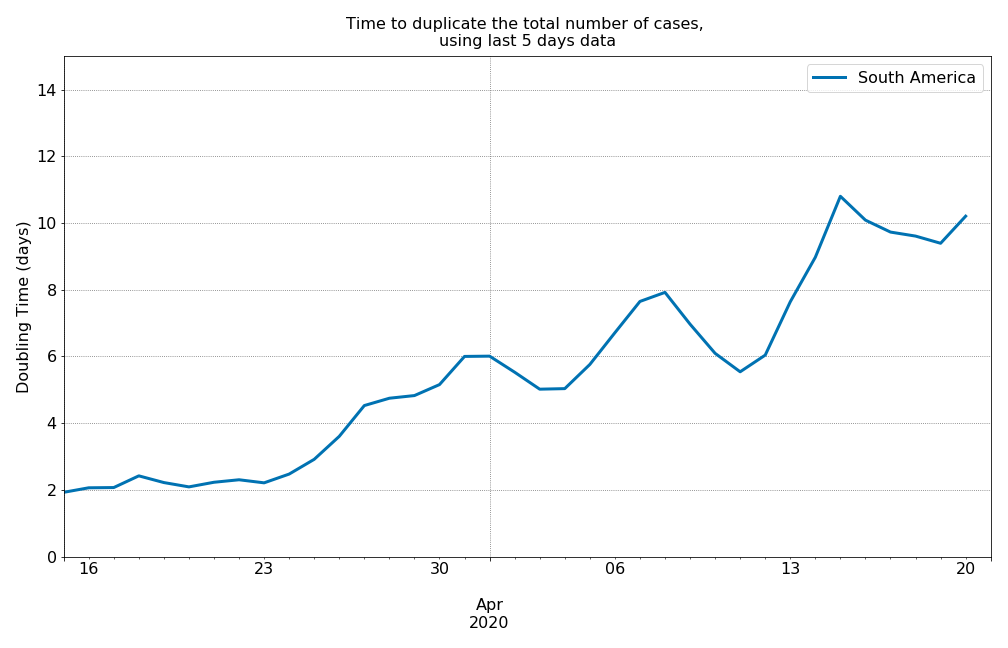 Time to duplicate the total number of cases,
using last 5 days data
South America
Doubling Time (days)
14
12
10
8
6
4
2
0
16 23 30 06 13 20
Apr
2020